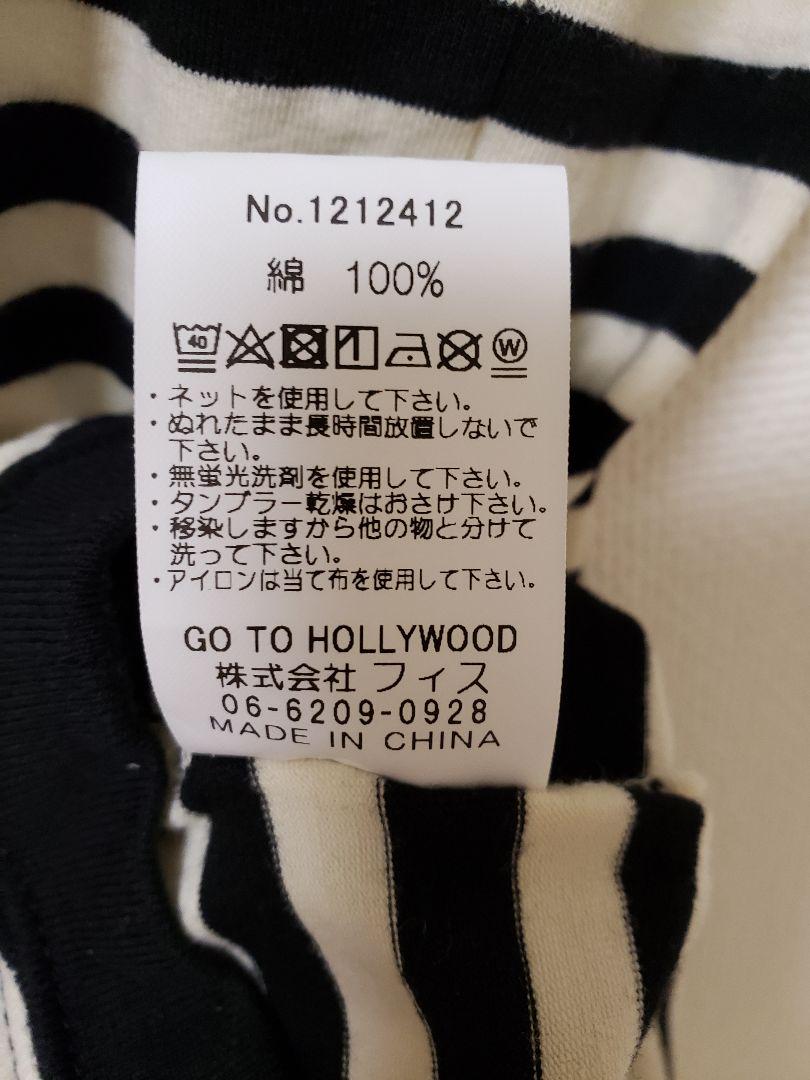 No.1212412
綿 100%
40 W
・ネットを使用して下さい。
・ぬれたまま長時間放置しないで
下さい。
・無蛍光洗剤を使用して下さい。
・タンブラー乾燥はおさけ下さい。
・移染しますから他の物と分けて
洗って下さい。
・アイロンは当て布を使用して下さい。
GO TO HOLLYWOOD
株式会社 フィス
06-6209-0928
MADE IN CHINA